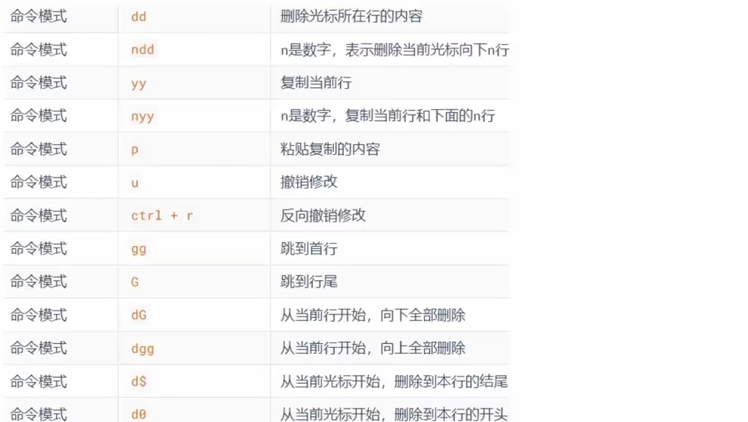 命令模式 dd 删除光标所在行的内容
命令模式 ndd n是数字，表示删除当前光标向下n行
命令模式 yy 复制当前行
命令模式 nyy n是数字，复制当前行和下面的n行
命令模式 p 粘贴复制的内容
命令模式 u 撤销修改
命令模式 ctrl + r 反向撤销修改
命令模式 gg 跳到首行
命令模式 G 跳到行尾
命令模式 dG 从当前行开始，向下全部删除
命令模式 dgg 从当前行开始，向上全部删除
命令模式 d$ 从当前光标开始，删除到本行的结尾
命令模式 d0 从当前光标开始，删除到本行的开头